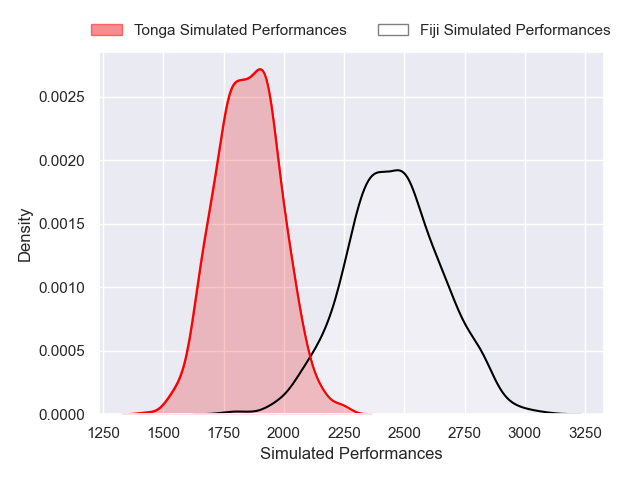 Tonga Simulated Performances
Fiji Simulated Performances
0.0025
0.0020
0.0015
0.0010
0.0005
0.0000
Density
1250 1500 1750 2000 2250 2500 2750 3000 3250
Simulated Performances